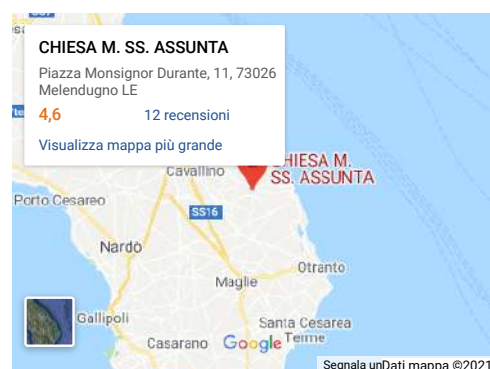 CHIESA M. SS. ASSUNTA
Piazza Monsignor Durante, 11, 73026
Melendugno LE
4,6 12 recensioni
Visualizza mappa più grande
Cavallino
CHIESA M.
SS. ASSUNTA
Porto Cesareo
SS16
Nardò
Otranto
Maglie
Gallipoli
Santa Cesarea
Terme
Casarano
Google
Segnala un
Dati mappa ©2021